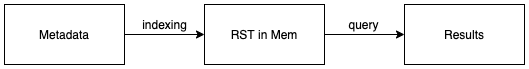 Metadata
indexing
RST in Mem
query
Results